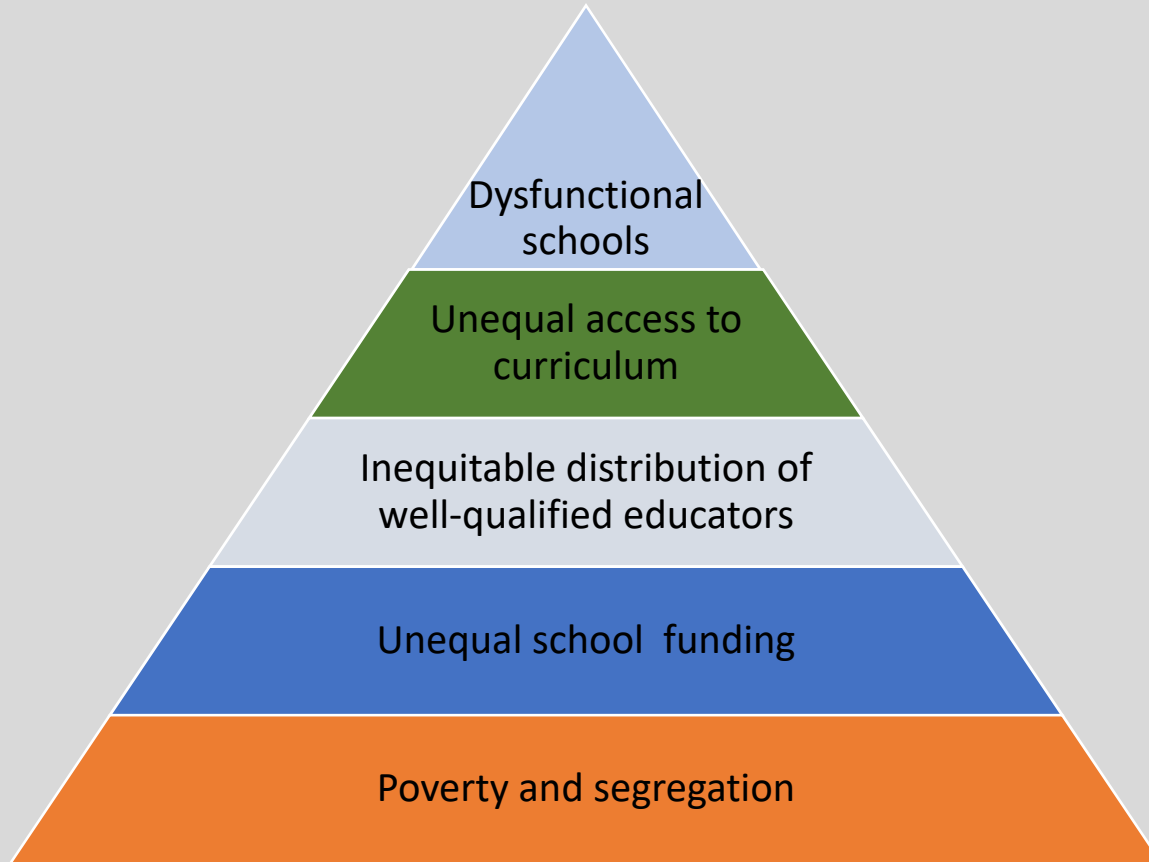 Dysfunctional
schools
Unequal access to
curriculum
Inequitable distribution of
well-qualified educators
Unequal school  funding
Poverty and segregation